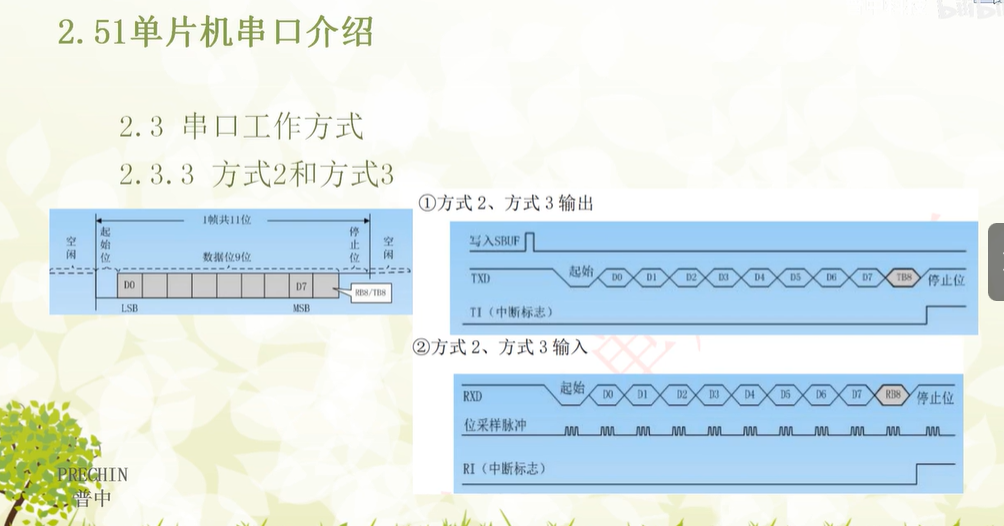 2.51单片机串口介绍
2.3 串口工作方式
2.3.3 方式2和方式3
①方式 2、方式 3 输出
1帧共11位
空闲
起始位
数据位9位
停止位
空闲
D0
D7
RB8/TB8
LSB
MSB
写入SBUF
TXD
起始
D0
D1
D2
D3
D4
D5
D6
D7
TB8
停止位
TI（中断标志）
②方式 2、方式 3 输入
RXD
起始
D0
D1
D2
D3
D4
D5
D6
D7
RB8
停止位
位采样脉冲
RI（中断标志）
PRECHIN
普中